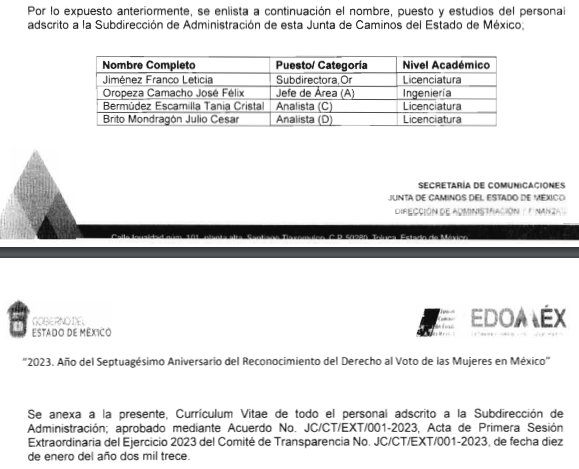 Por lo expuesto anteriormente, se enlista a continuación el nombre, puesto y estudios del personal
adscrito a la Subdirección de Administración de esta Junta de Caminos del Estado de México;
Nombre Completo Puesto/ Categoría Nivel Académico
Jiménez Franco Leticia Subdirectora,Or Licenciatura
Oropeza Camacho José Félix Jefe de Área (A) Ingeniería
Bermúdez Escamilla Tania Cristal Analista (C) Licenciatura
Brito Mondragón Julio Cesar Analista (D) Licenciatura
SECRETARÍA DE COMUNICACIONES
JUNTA DE CAMINOS DEL ESTADO DE MÉXICO
DIRECCIÓN DE ADMINISTRACIÓN Y FINANZAS
Calle Igualdad núm. 101, planta alta, Santiago Tlaxomulco, C.P. 50280, Toluca, Estado de México
GOBIERNO DEL
ESTADO DE MÉXICO
EDOMÉX
"2023. Año del Septuagésimo Aniversario del Reconocimiento del Derecho al Voto de las Mujeres en México"
Se anexa a la presente, Currículum Vitae de todo el personal adscrito a la Subdirección de
Administración; aprobado mediante Acuerdo No. JC/CT/EXT/001-2023, Acta de Primera Sesión
Extraordinaria del Ejercicio 2023 del Comité de Transparencia No. JC/CT/EXT/001-2023, de fecha diez
de enero del año dos mil trece.